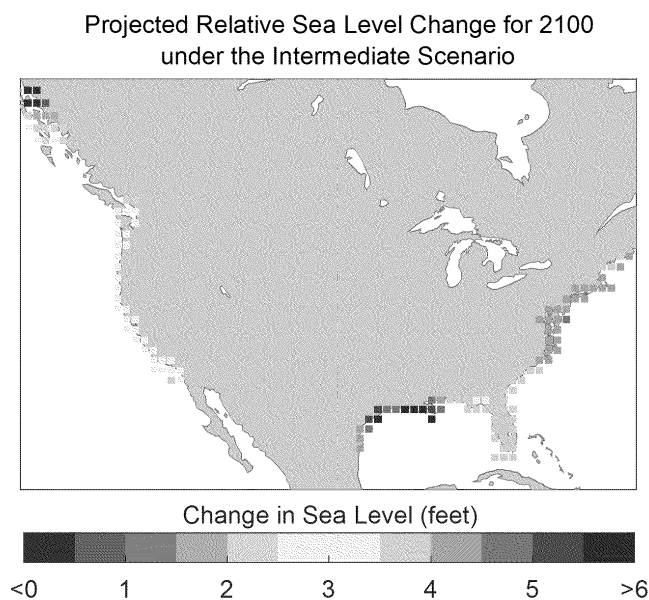 Projected Relative Sea Level Change for 2100
under the Intermediate Scenario
Change in Sea Level (feet)
<0 1 2 3 4 5 >6